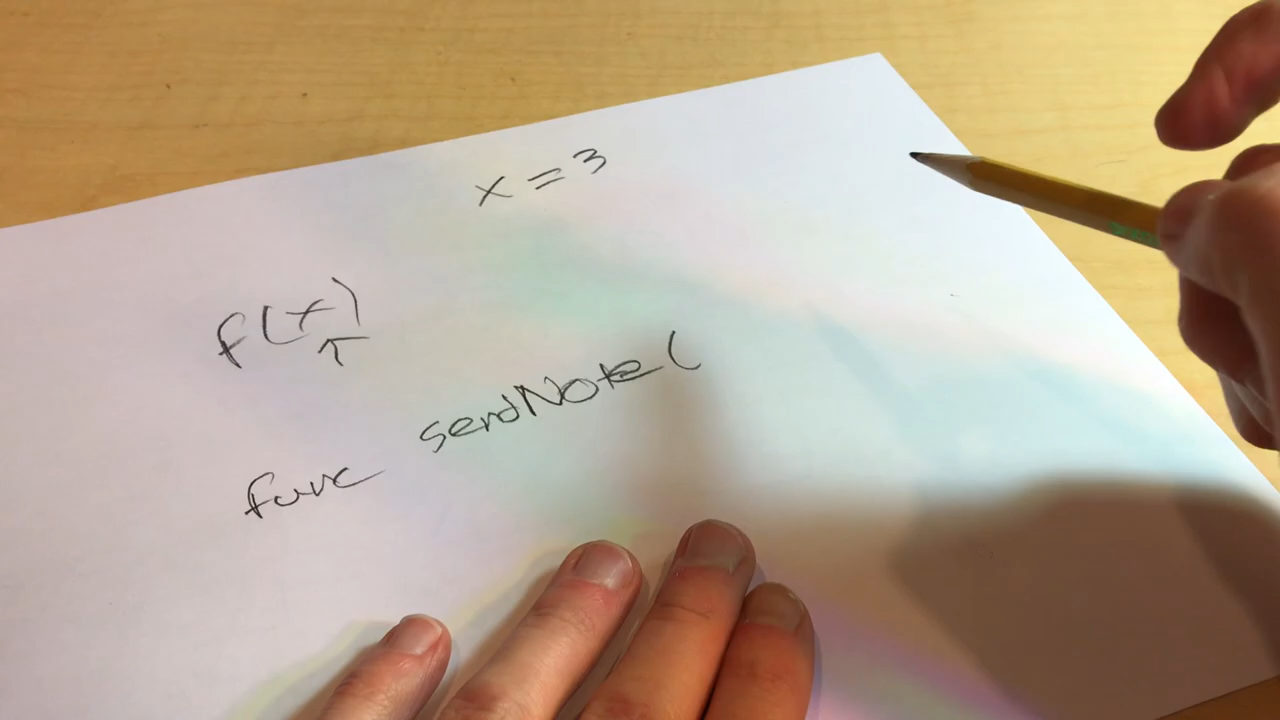 x = 3
f(x)
func sendNote(